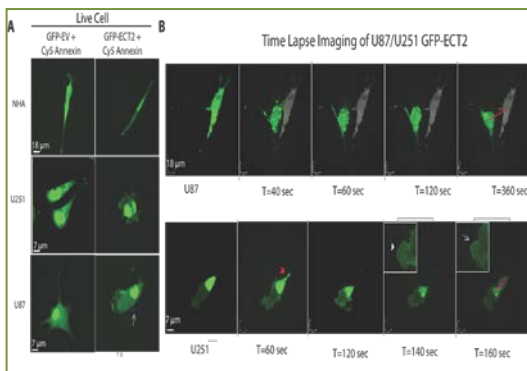 A
Live Cell
GFP-EV + Cy5 Annexin
GFP-ECT2 + Cy5 Annexin
NHA
18 µm
U251
7 µm
U87
7 µm
B
Time Lapse Imaging of U87/U251 GFP-ECT2
18 µm
U87
T=40 sec
T=60 sec
T=120 sec
T=360 sec
7 µm
U251
T=60 sec
T=120 sec
T=140 sec
T=160 sec